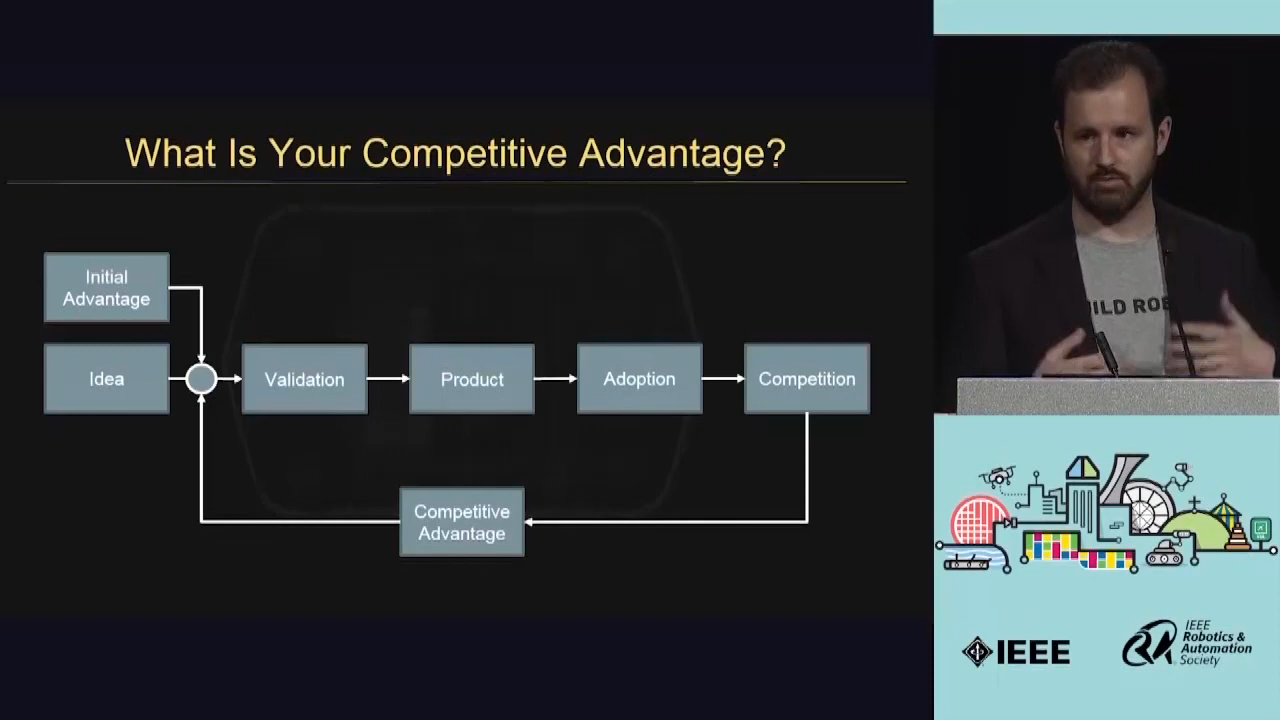 What Is Your Competitive Advantage?
Initial
Advantage
Idea
Validation
Product
Adoption
Competition
Competitive
Advantage
ILD ROB
IEEE
IEEE
Robotics &
Automation
Society